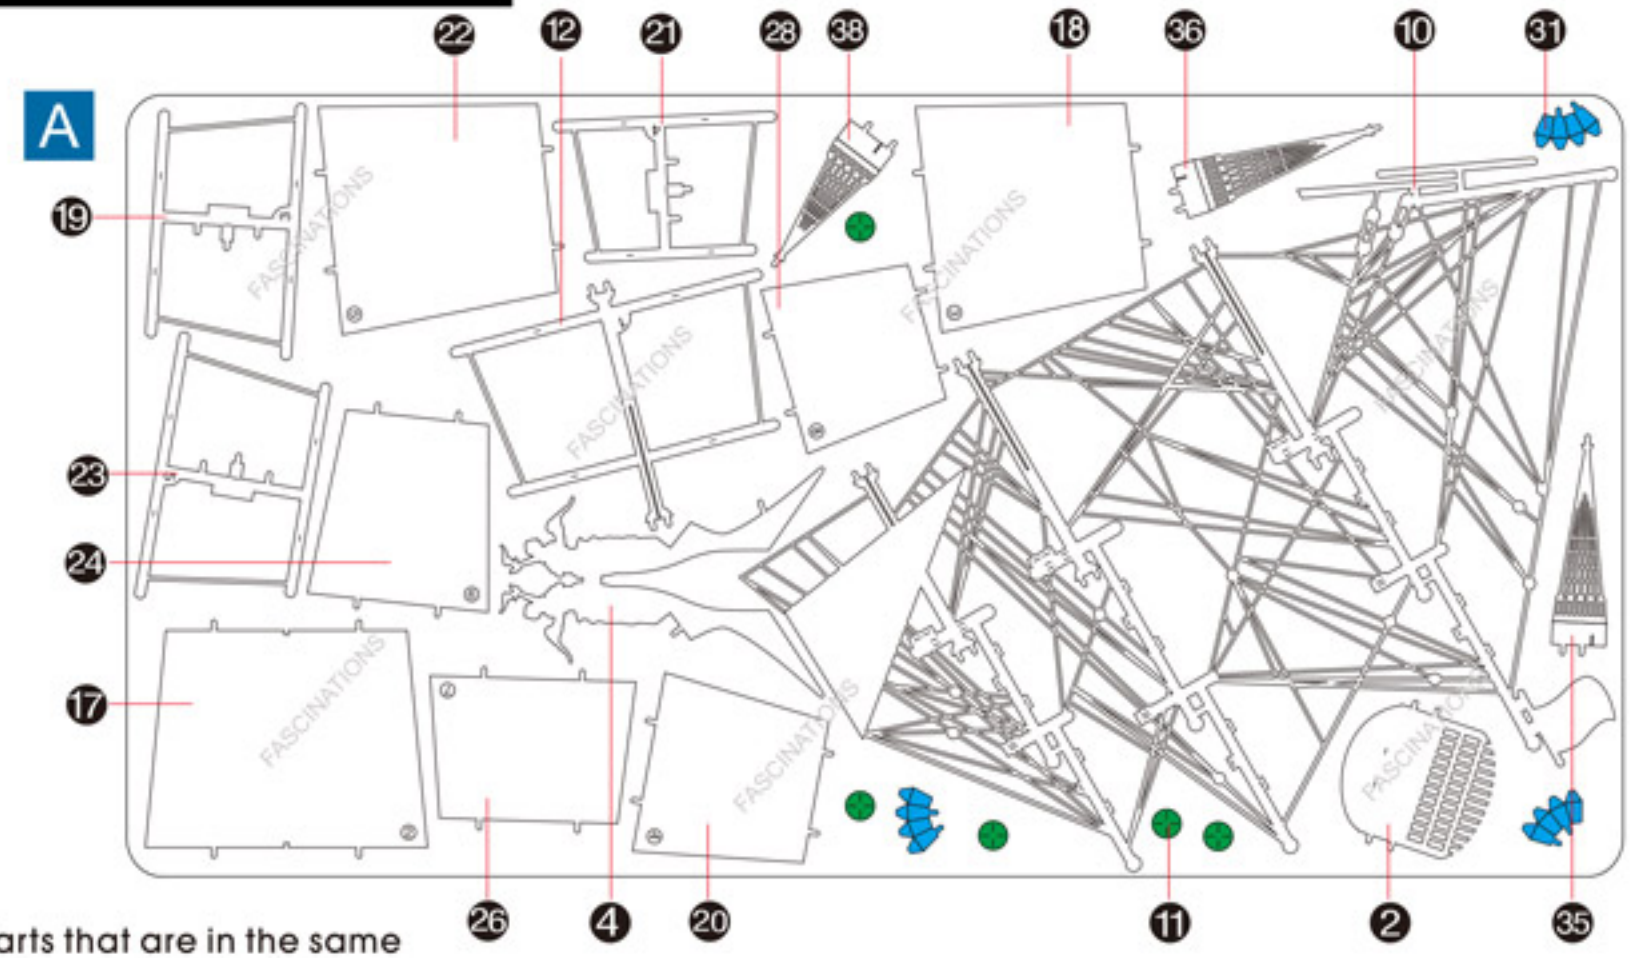 22 12 21 28 38 18 36 10 31
A
19
FASCINATIONS
FASCINATIONS
FASCINATIONS
FASCINATIONS
23
24
17
FASCINATIONS
FASCINATIONS
FASCINATIONS
26 4 20 11 2 35
arts that are in the same